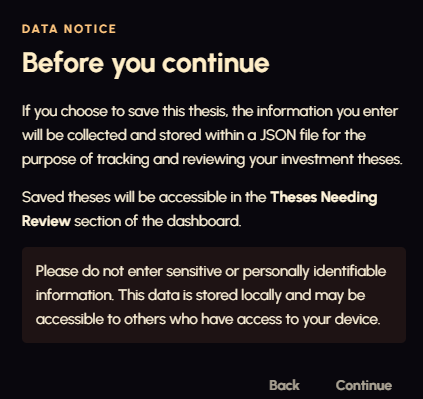 DATA NOTICE
Before you continue
If you choose to save this thesis, the information you enter
will be collected and stored within a JSON file for the
purpose of tracking and reviewing your investment theses.
Saved theses will be accessible in the Theses Needing
Review section of the dashboard.
Please do not enter sensitive or personally identifiable
information. This data is stored locally and may be
accessible to others who have access to your device.
Back Continue